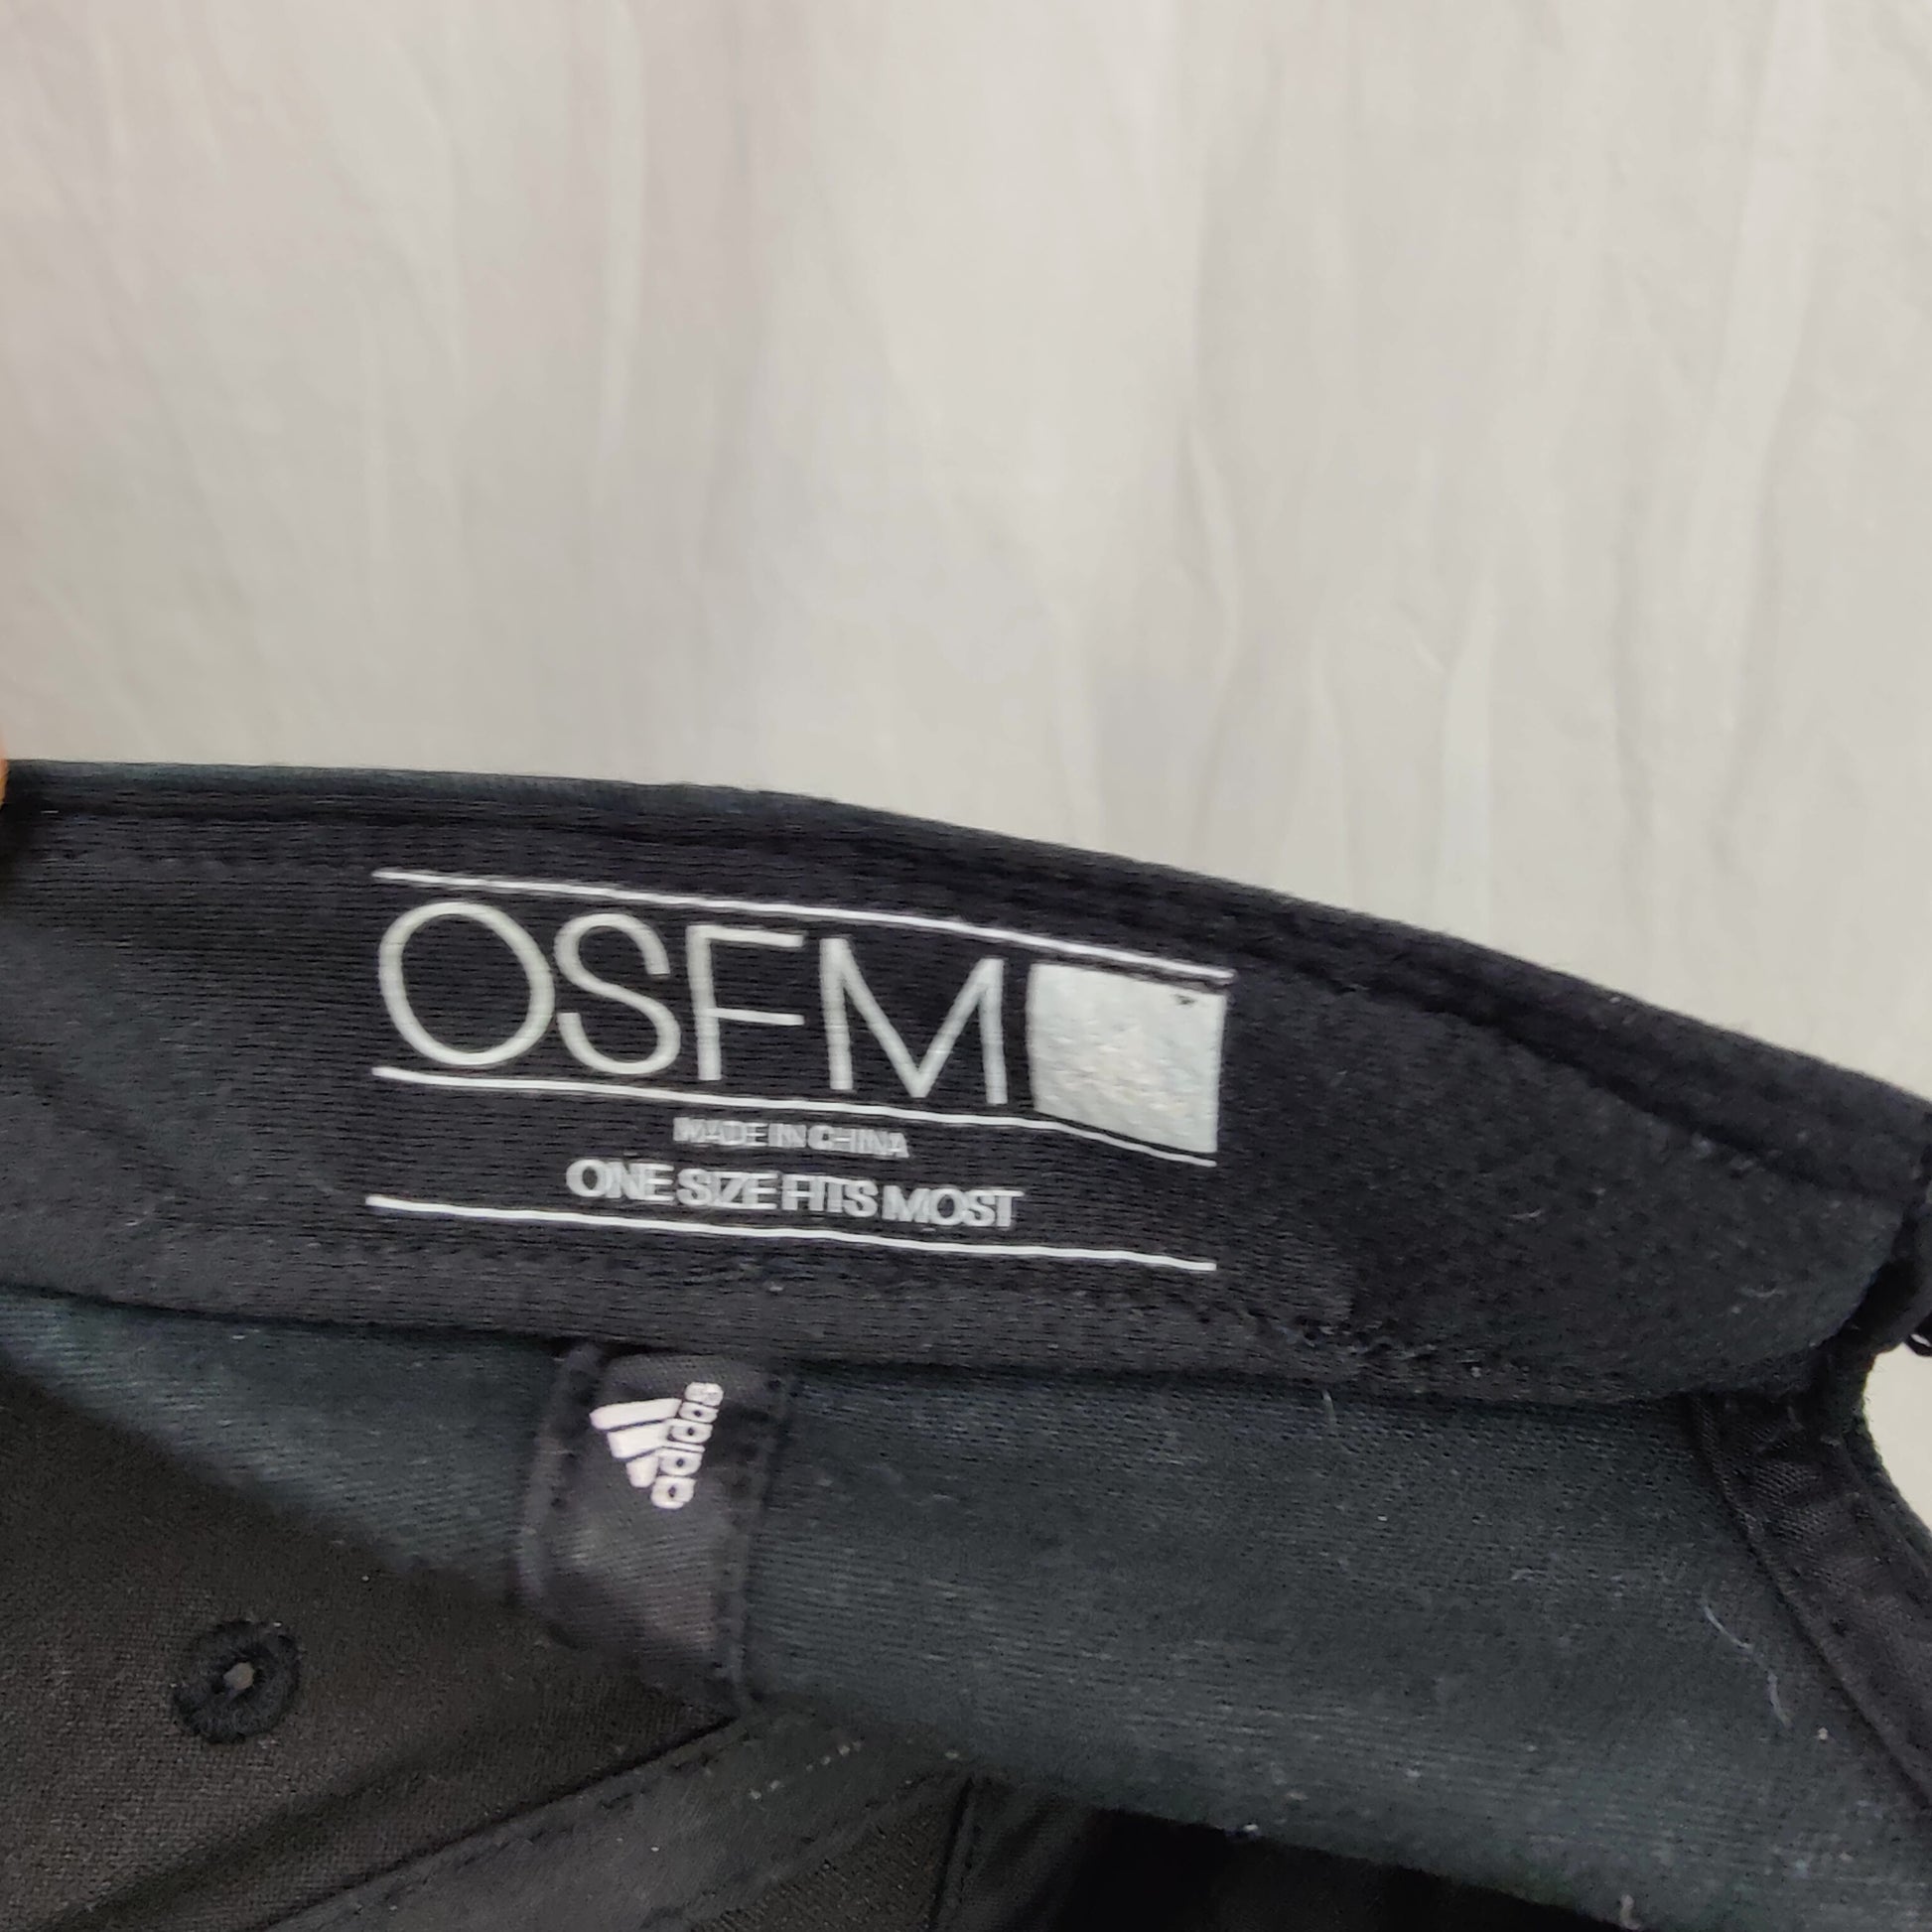 OSFM
MADE IN CHINA
ONE SIZE FITS MOST
adidas